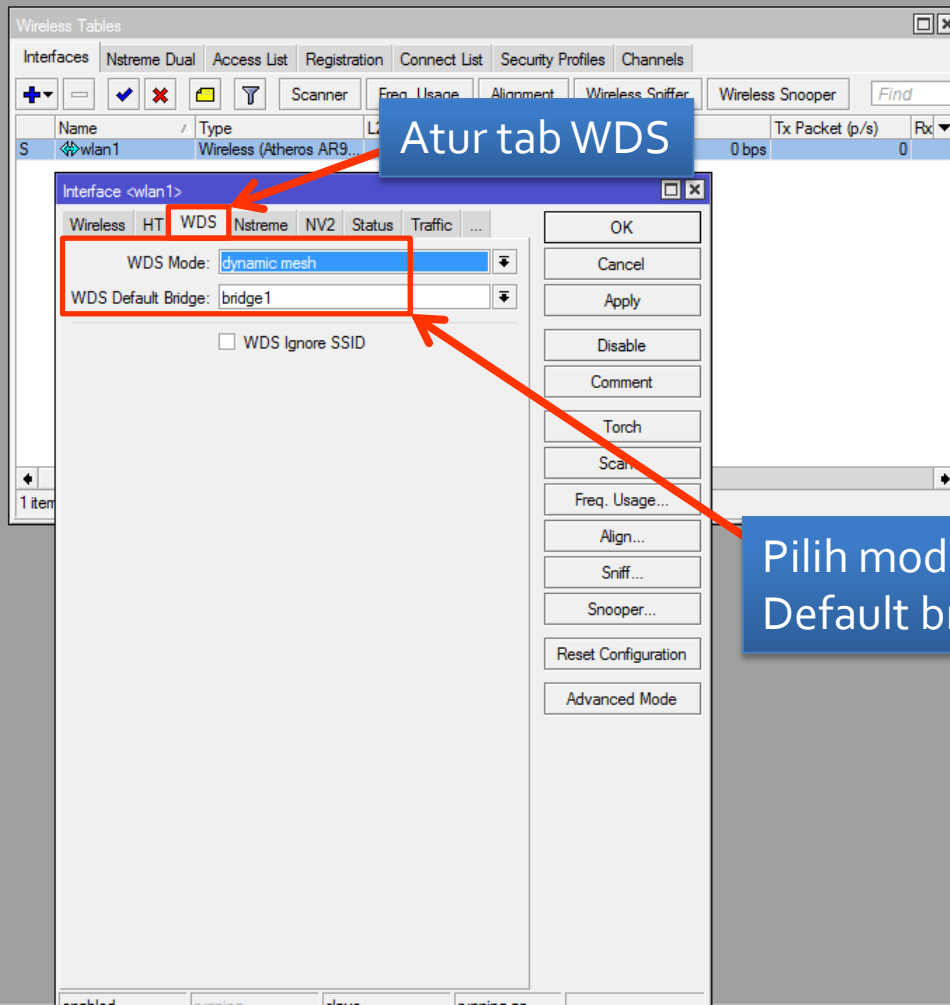 Wireless Tables
Interfaces Nstreme Dual Access List Registration Connect List Security Profiles Channels
Scanner Freq. Usage Alignment Wireless Sniffer Wireless Snooper Find
Name Type Tx Packet (p/s)
S wlan1 Wireless (Atheros AR9... 0 bps 0
Atur tab WDS
Interface <wlan1>
Wireless HT WDS Nstreme NV2 Status Traffic ...
WDS Mode: dynamic mesh
WDS Default Bridge: bridge1
WDS Ignore SSID
OK
Cancel
Apply
Disable
Comment
Torch
Scan...
Freq. Usage...
Align...
Sniff...
Snooper...
Reset Configuration
Advanced Mode
1 item
Pilih mod
Default br
enabled running slave